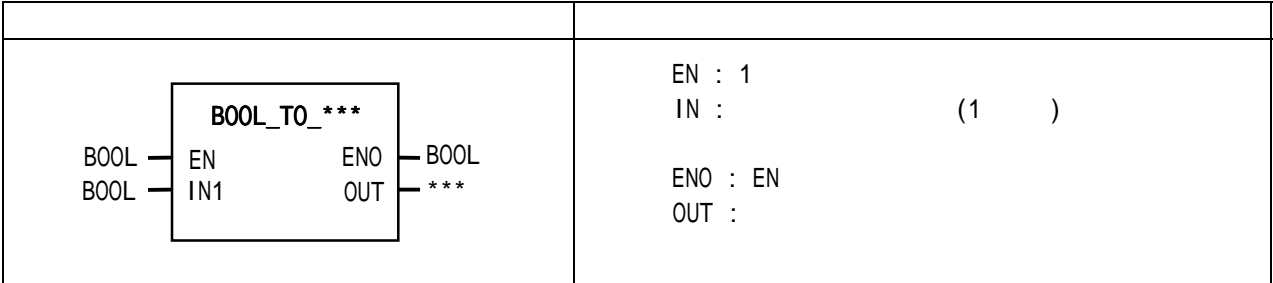 BOOL_TO_***
BOOL EN ENO BOOL
BOOL IN1 OUT ***
EN : 1
IN : (1 )
ENO : EN
OUT :